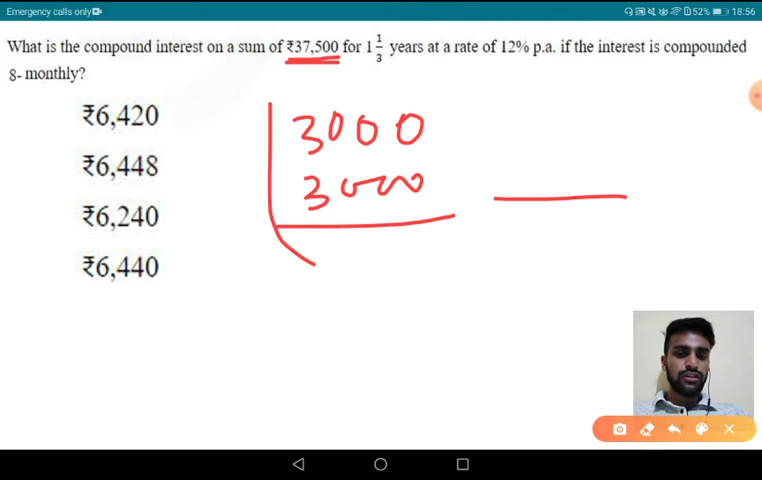 Emergency calls only 52% 18:56
What is the compound interest on a sum of ₹37,500 for 1 1/3 years at a rate of 12% p.a. if the interest is compounded
8- monthly?
₹6,420
₹6,448
₹6,240
₹6,440
3000
3000